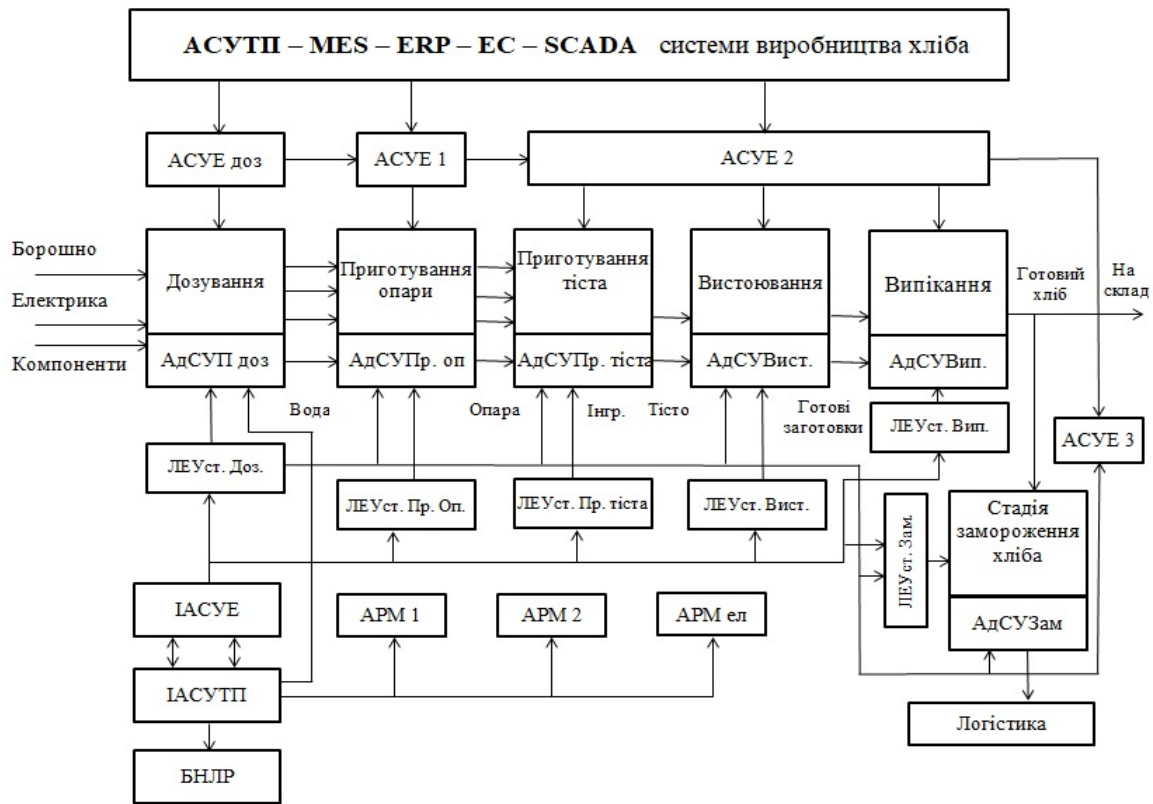 АСУТП – MES – ERP – EC – SCADA системи виробництва хліба
АСУЕ доз
АСУЕ 1
АСУЕ 2
Борошно
Електрика
Компоненти
Дозування
Приготування
опари
Приготування
тіста
Вистоювання
Випікання
Готовий
хліб
На
склад
АдСУП доз
АдСУПр. оп
АдСУПр. тіста
АдСУВист.
АдСУВип.
Вода
Опара
Інгр.
Тісто
Готові
заготовки
ЛЕУст. Вип.
АСУЕ 3
ЛЕУст. Доз.
ЛЕУст. Пр. Оп.
ЛЕУст. Пр. тіста
ЛЕУст. Вист.
ЛЕУст. Зам.
Стадія
замороження
хліба
АдСУЗам
ІАСУЕ
АРМ 1
АРМ 2
АРМ ел
ІАСУТП
Логістика
БНЛР